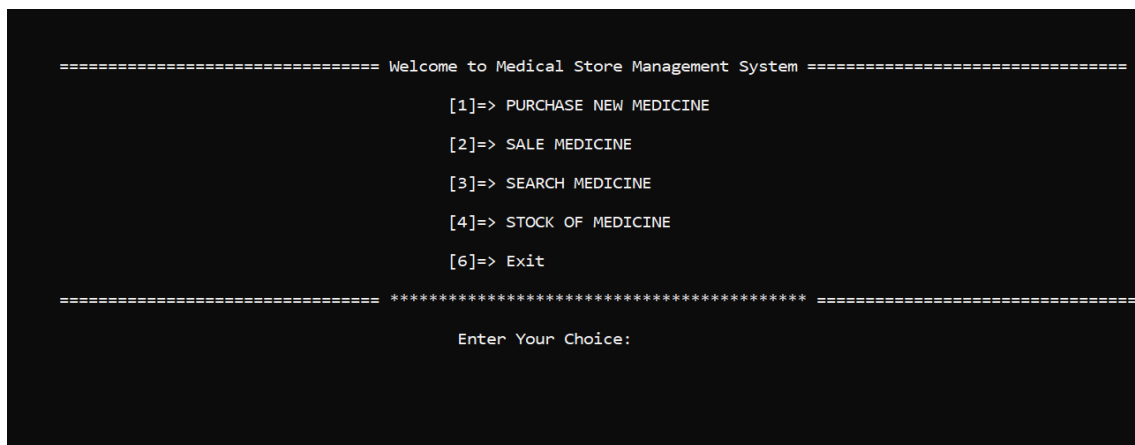 ================================= Welcome to Medical Store Management System =================================
[1]=> PURCHASE NEW MEDICINE
[2]=> SALE MEDICINE
[3]=> SEARCH MEDICINE
[4]=> STOCK OF MEDICINE
[6]=> Exit
================================= ******************************************* =================================
Enter Your Choice: